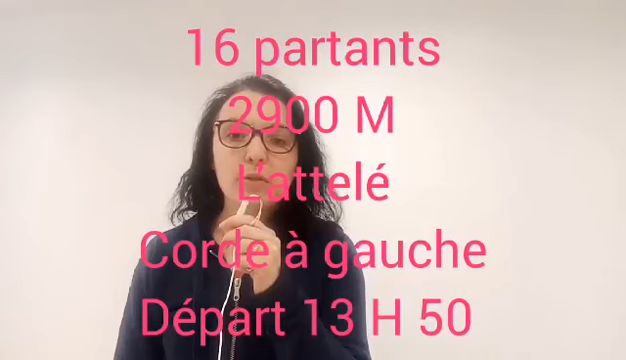 16 partants
2900 M
L'attelé
Corde à gauche
Départ 13 H 50